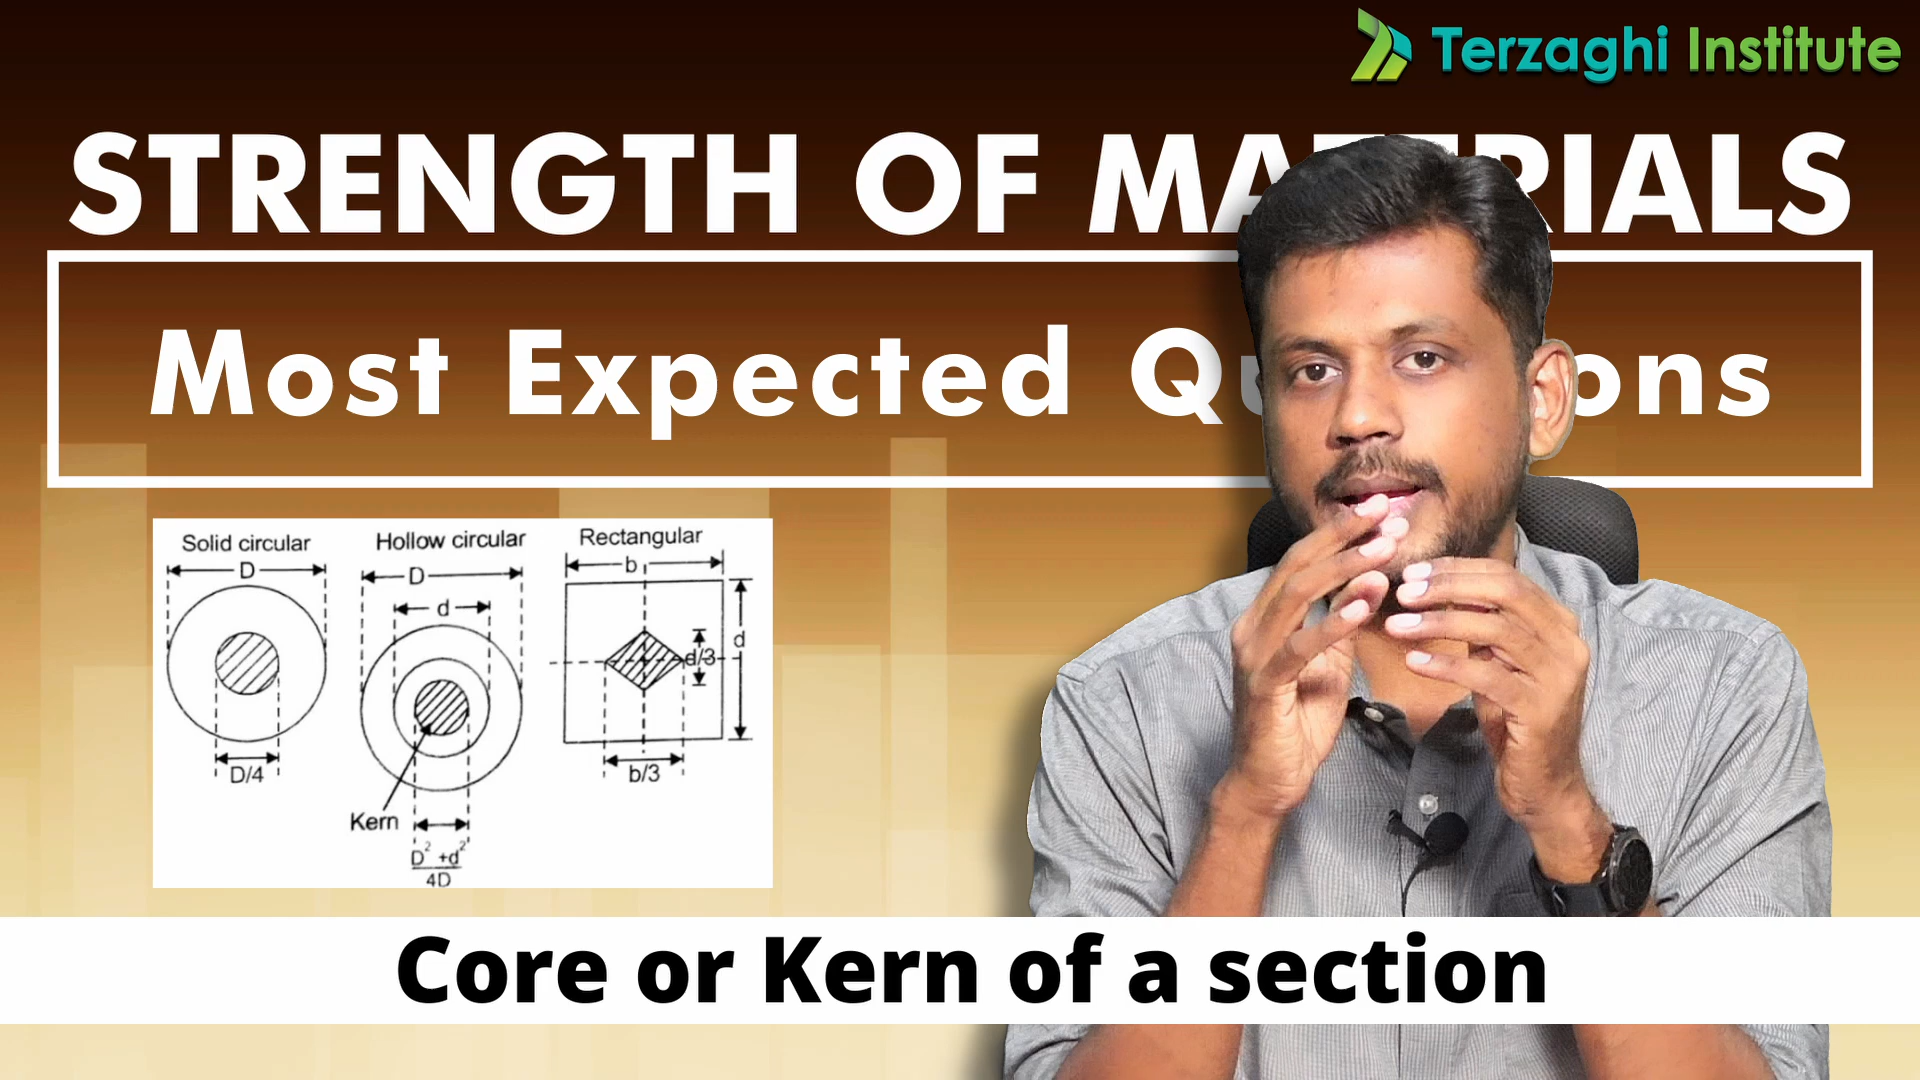 Terzaghi Institute
STRENGTH OF MA RIALS
Most Expected Qu ons
Solid circular
D
D/4
Hollow circular
D
d
Kern
D² +d²
4D
Rectangular
b
d
d/3
b/3
Core or Kern of a section